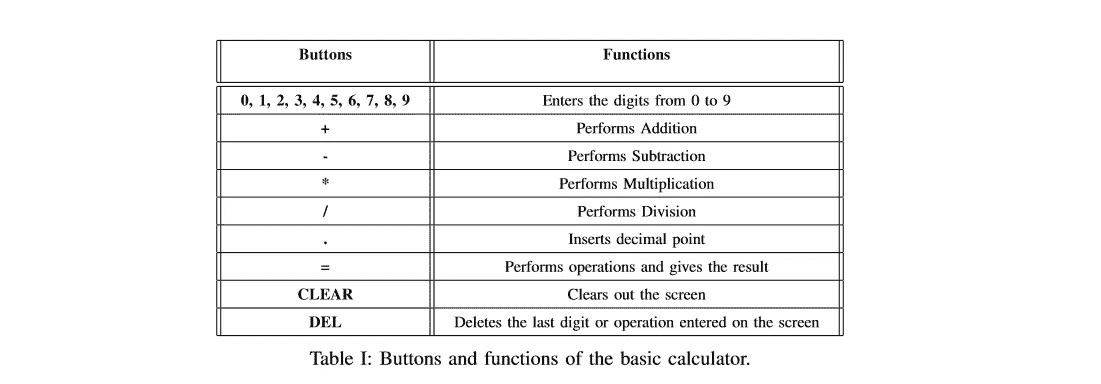 Buttons Functions
0, 1, 2, 3, 4, 5, 6, 7, 8, 9 Enters the digits from 0 to 9
+ Performs Addition
- Performs Subtraction
* Performs Multiplication
/ Performs Division
. Inserts decimal point
= Performs operations and gives the result
CLEAR Clears out the screen
DEL Deletes the last digit or operation entered on the screen
Table I: Buttons and functions of the basic calculator.